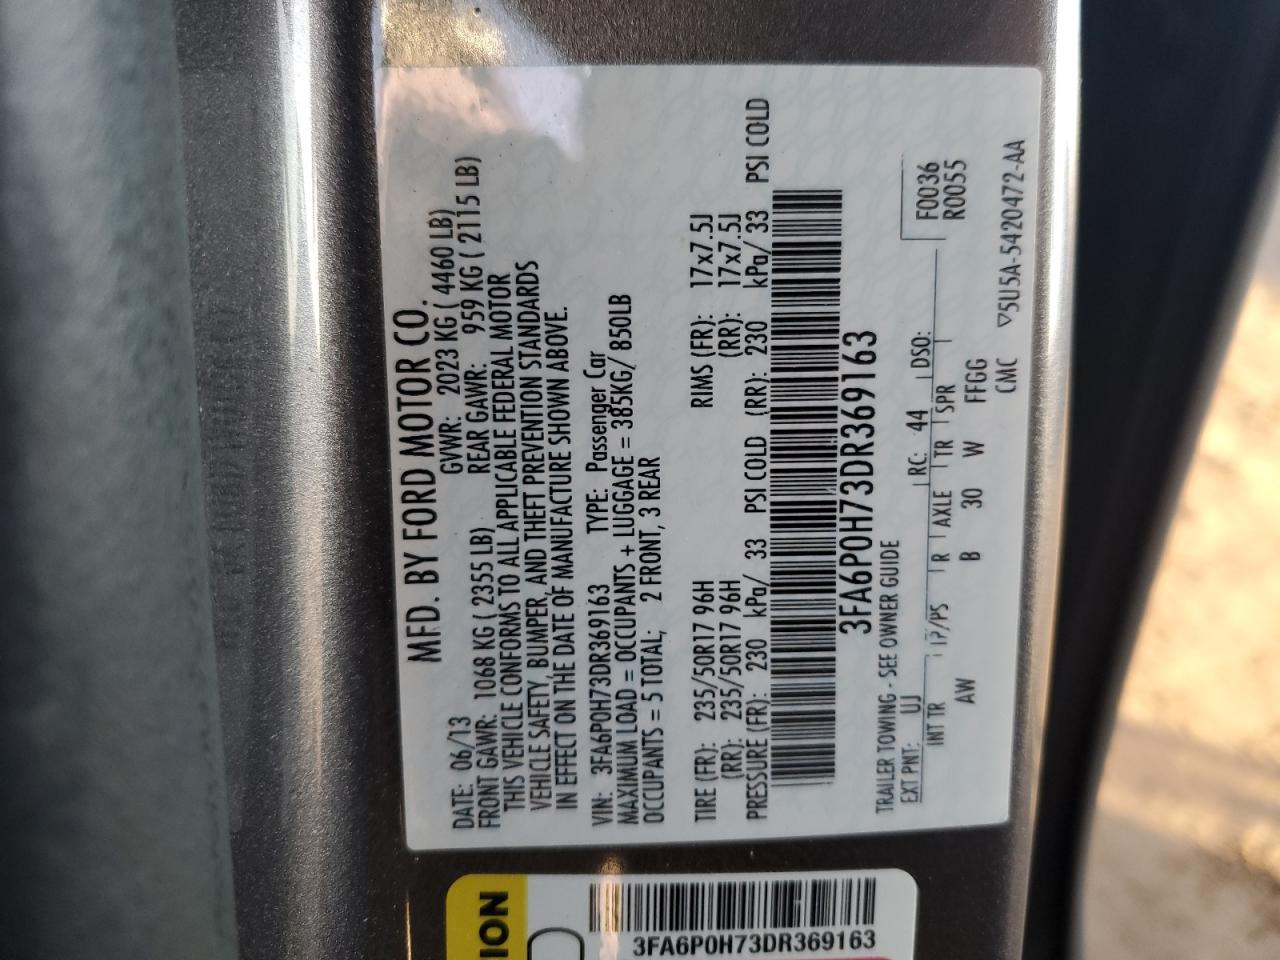 MFD. BY FORD MOTOR CO.
DATE: 06/13 GVWR: 2023 KG ( 4460 LB)
FRONT GAWR: 1068 KG ( 2355 LB) REAR GAWR: 959 KG ( 2115 LB)
THIS VEHICLE CONFORMS TO ALL APPLICABLE FEDERAL MOTOR
VEHICLE SAFETY, BUMPER, AND THEFT PREVENTION STANDARDS
IN EFFECT ON THE DATE OF MANUFACTURE SHOWN ABOVE.
VIN: 3FA6P0H73DR369163 TYPE: Passenger Car
MAXIMUM LOAD = OCCUPANTS + LUGGAGE = 385KG/ 850LB
OCCUPANTS = 5 TOTAL; 2 FRONT, 3 REAR
TIRE (FR): 235/50R17 96H RIMS (FR): 17x7.5J
(RR): 235/50R17 96H (RR): 17x7.5J
PRESSURE (FR): 230 kPa/ 33 PSI COLD (RR): 230 kPa/ 33 PSI COLD
3FA6P0H73DR369163
TRAILER TOWING - SEE OWNER GUIDE
F0036
R0055
EXT PNT: UJ RC: 44 DSO:
INT TR TP/PS R AXLE TR SPR
AW B 30 W FFGG
CMC ▽5U5A-5420472-AA
ION
3FA6P0H73DR369163